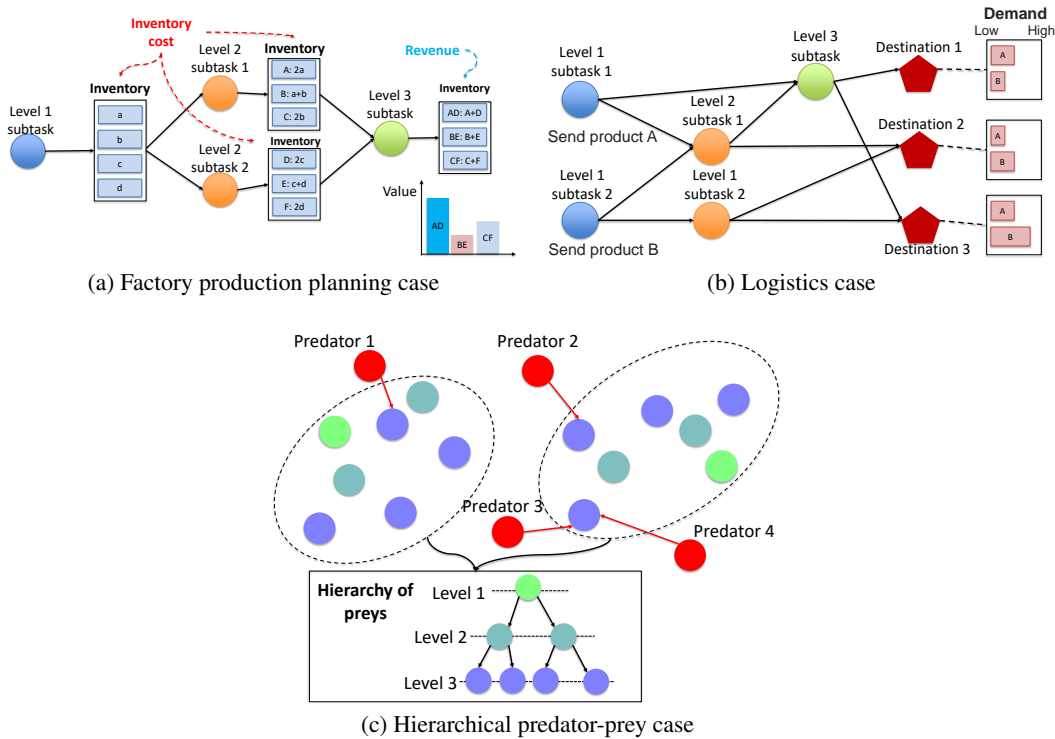 Inventory
cost
Level 1
subtask
Inventory
a
b
c
d
Level 2
subtask 1
Level 2
subtask 2
Inventory
A: 2a
B: a+b
C: 2b
Inventory
D: 2c
E: c+d
F: 2d
Level 3
subtask
Revenue
Inventory
AD: A+D
BE: B+E
CF: C+F
Value
AD
BE
CF
(a) Factory production planning case
Level 1
subtask 1
Send product A
Level 1
subtask 2
Send product B
Level 2
subtask 1
Level 1
subtask 2
Level 3
subtask
Destination 1
Destination 2
Destination 3
Demand
Low High
A
B
A
B
A
B
(b) Logistics case
Predator 1
Predator 2
Predator 3
Predator 4
Hierarchy of
preys
Level 1
Level 2
Level 3
(c) Hierarchical predator-prey case